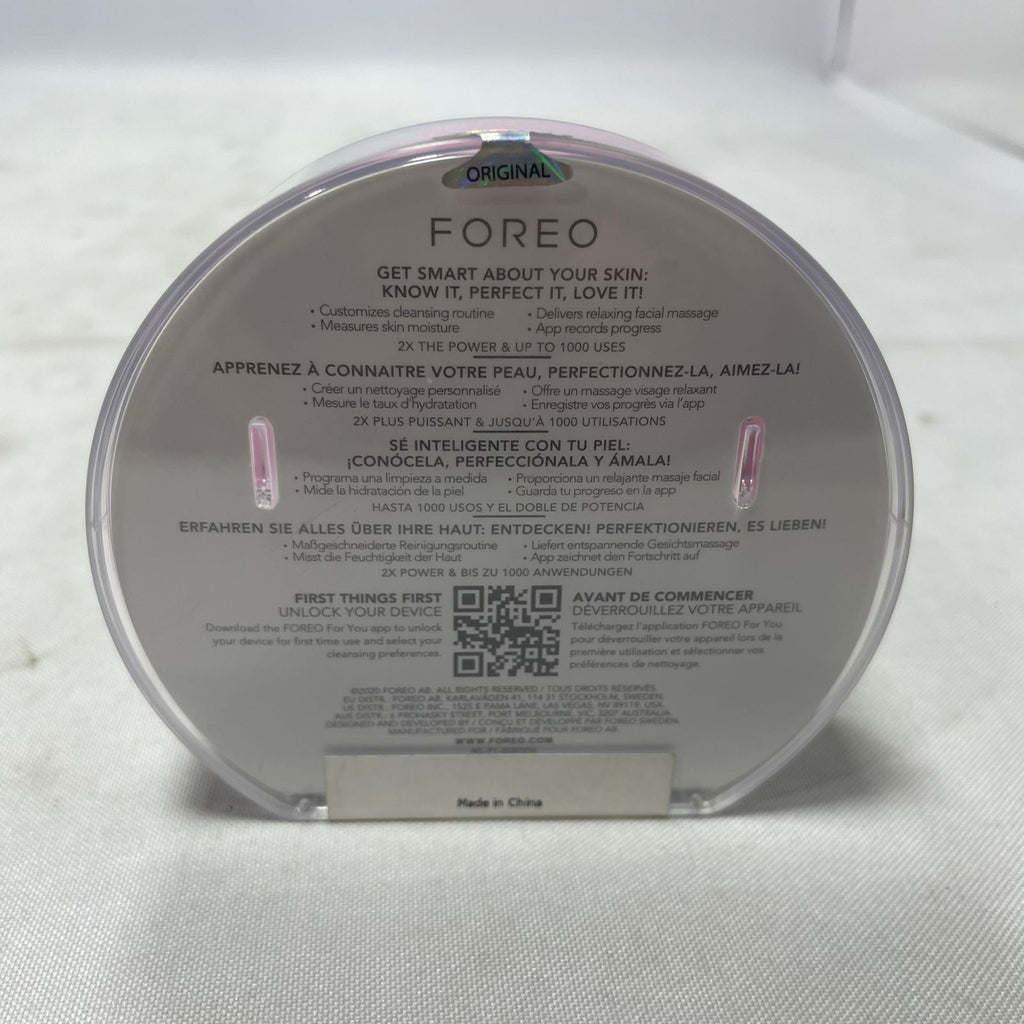 ORIGINAL
FOREO
GET SMART ABOUT YOUR SKIN:
KNOW IT, PERFECT IT, LOVE IT!
• Customizes cleansing routine • Delivers relaxing facial massage
• Measures skin moisture • App records progress
2X THE POWER & UP TO 1000 USES
APPRENEZ À CONNAITRE VOTRE PEAU, PERFECTIONNEZ-LA, AIMEZ-LA!
• Créer un nettoyage personnalisé • Offre un massage visage relaxant
• Mesure le taux d'hydratation • Enregistre vos progrès via l'app
2X PLUS PUISSANT & JUSQU'À 1000 UTILISATIONS
SÉ INTELIGENTE CON TU PIEL:
¡CONÓCELA, PERFECCIÓNALA Y ÁMALA!
• Programa una limpieza a medida • Proporciona un relajante masaje facial
• Mide la hidratación de la piel • Guarda tu progreso en la app
HASTA 1000 USOS Y EL DOBLE DE POTENCIA
ERFAHREN SIE ALLES ÜBER IHRE HAUT: ENTDECKEN! PERFEKTIONIEREN, ES LIEBEN!
• Maßgeschneiderte Reinigungsroutine • Liefert entspannende Gesichtsmassage
• Misst die Feuchtigkeit der Haut • App zeichnet den Fortschritt auf
2X POWER & BIS ZU 1000 ANWENDUNGEN
FIRST THINGS FIRST
UNLOCK YOUR DEVICE
Download the FOREO For You app to unlock
your device for first time use and select your
cleansing preferences.
AVANT DE COMMENCER
DÉVERROUILLEZ VOTRE APPAREIL
Téléchargez l'application FOREO For You
pour déverrouiller votre appareil lors de la
première utilisation et sélectionner vos
préférences de nettoyage.
©2020 FOREO AB. ALL RIGHTS RESERVED / TOUS DROITS RÉSERVÉS.
EU DISTR.: FOREO AB, KARLAVÄGEN 41, 114 31 STOCKHOLM, SWEDEN.
US DISTR.: FOREO INC., 1525 E PAMA LANE, LAS VEGAS, NV 89119, USA.
AUS DISTR.: 6 PROHASKY STREET, PORT MELBOURNE, VIC, 3207 AUSTRALIA.
DESIGNED AND DEVELOPED BY / CONÇU ET DÉVELOPPÉ PAR FOREO SWEDEN.
MANUFACTURED FOR / FABRIQUÉ POUR FOREO AB.
WWW.FOREO.COM
Made in China